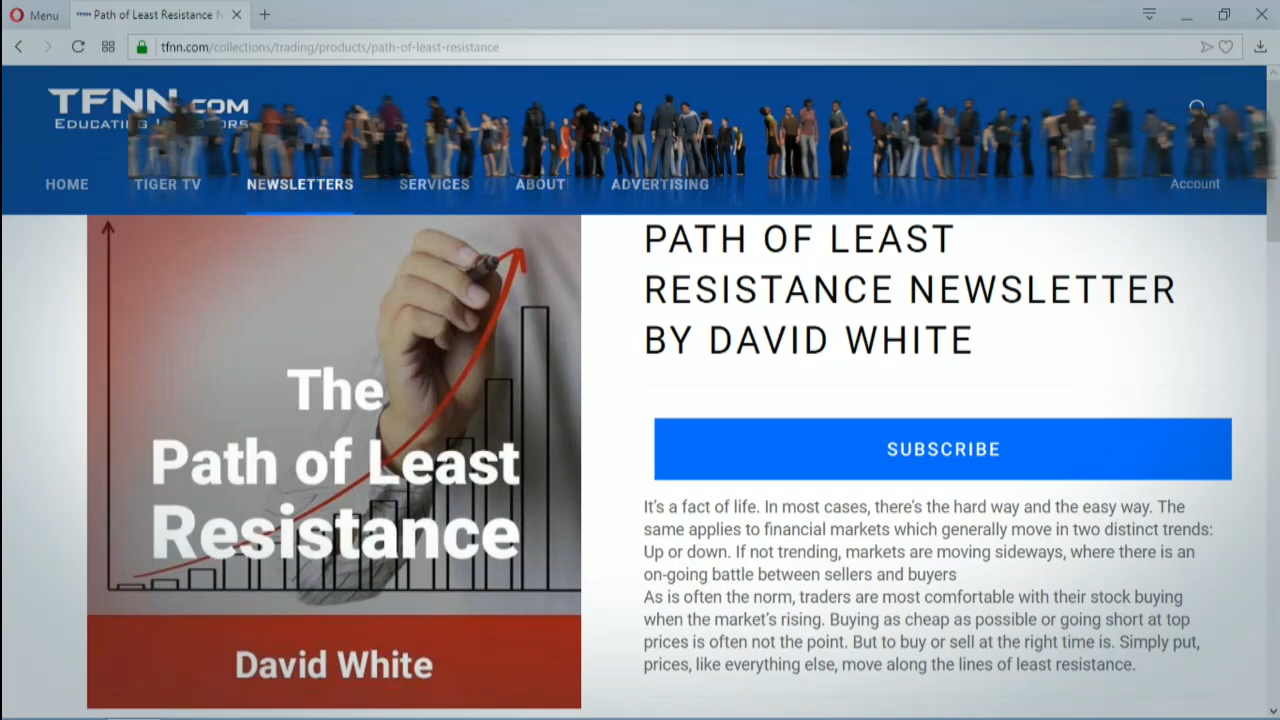 Menu
Path of Least Resistance N
tfnn.com/collections/trading/products/path-of-least-resistance
TFNN.COM
EDUCATING INVESTORS
HOME TIGER TV NEWSLETTERS SERVICES ABOUT ADVERTISING Account
The
Path of Least
Resistance
David White
PATH OF LEAST
RESISTANCE NEWSLETTER
BY DAVID WHITE
SUBSCRIBE
It's a fact of life. In most cases, there's the hard way and the easy way. The
same applies to financial markets which generally move in two distinct trends:
Up or down. If not trending, markets are moving sideways, where there is an
on-going battle between sellers and buyers
As is often the norm, traders are most comfortable with their stock buying
when the market's rising. Buying as cheap as possible or going short at top
prices is often not the point. But to buy or sell at the right time is. Simply put,
prices, like everything else, move along the lines of least resistance.